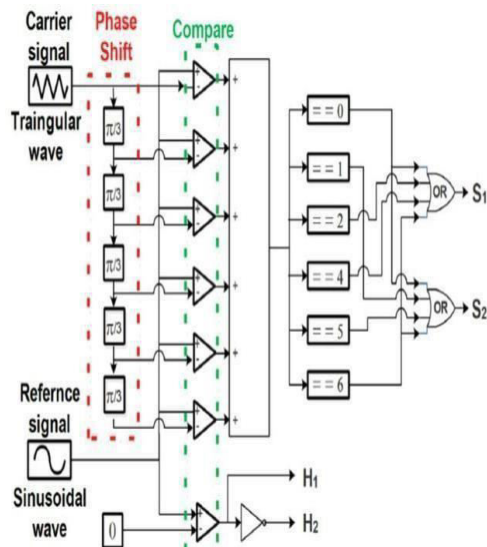 Carrier signal
Traingular wave
Phase Shift
Compare
π/3
π/3
π/3
π/3
π/3
+
-
+
-
+
-
+
-
+
-
+
-
+
+
+
+
+
+
= = 0
= = 1
= = 2
= = 4
= = 5
= = 6
OR
S1
OR
S2
Refernce signal
Sinusoidal wave
0
+
-
H1
H2